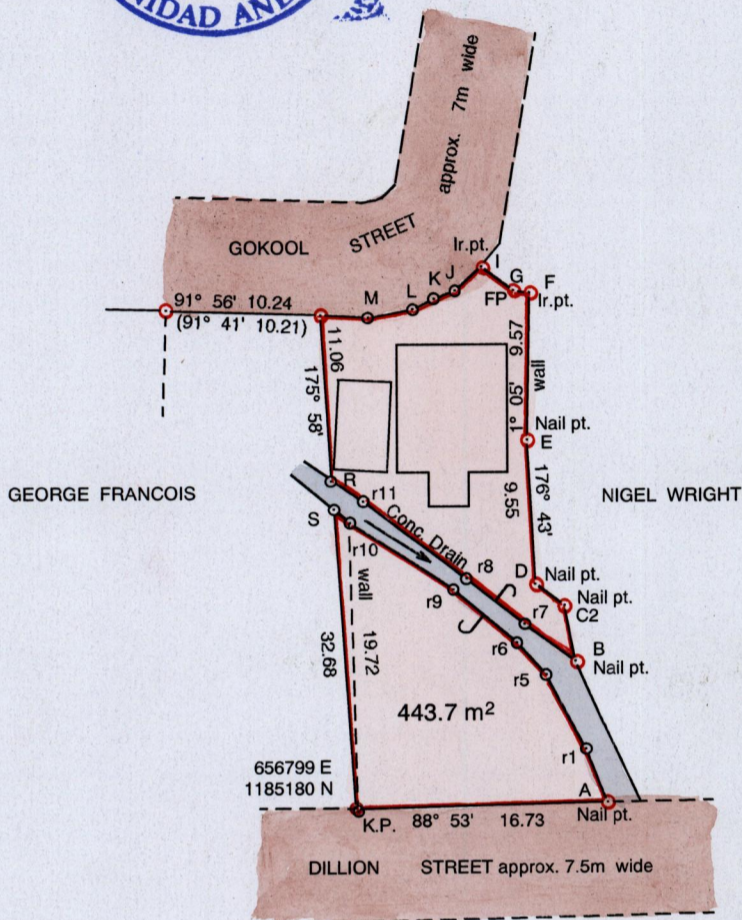 NIDAD AND
approx. 7m wide
GOKOOL STREET
Ir.pt.
I
J
K
L
M
G
F
FP
Ir.pt.
91° 56' 10.24
(91° 41' 10.21)
11.06
175° 58'
9.57
1° 05'
wall
Nail pt.
E
GEORGE FRANCOIS
NIGEL WRIGHT
R
r11
S
r10
Conc. Drain
9.55
176° 43'
r8
D
Nail pt.
Nail pt.
C2
r9
r7
r6
B
Nail pt.
r5
wall
19.72
32.68
443.7 m²
r1
656799 E
1185180 N
A
K.P.
88° 53' 16.73
Nail pt.
DILLION STREET approx. 7.5m wide